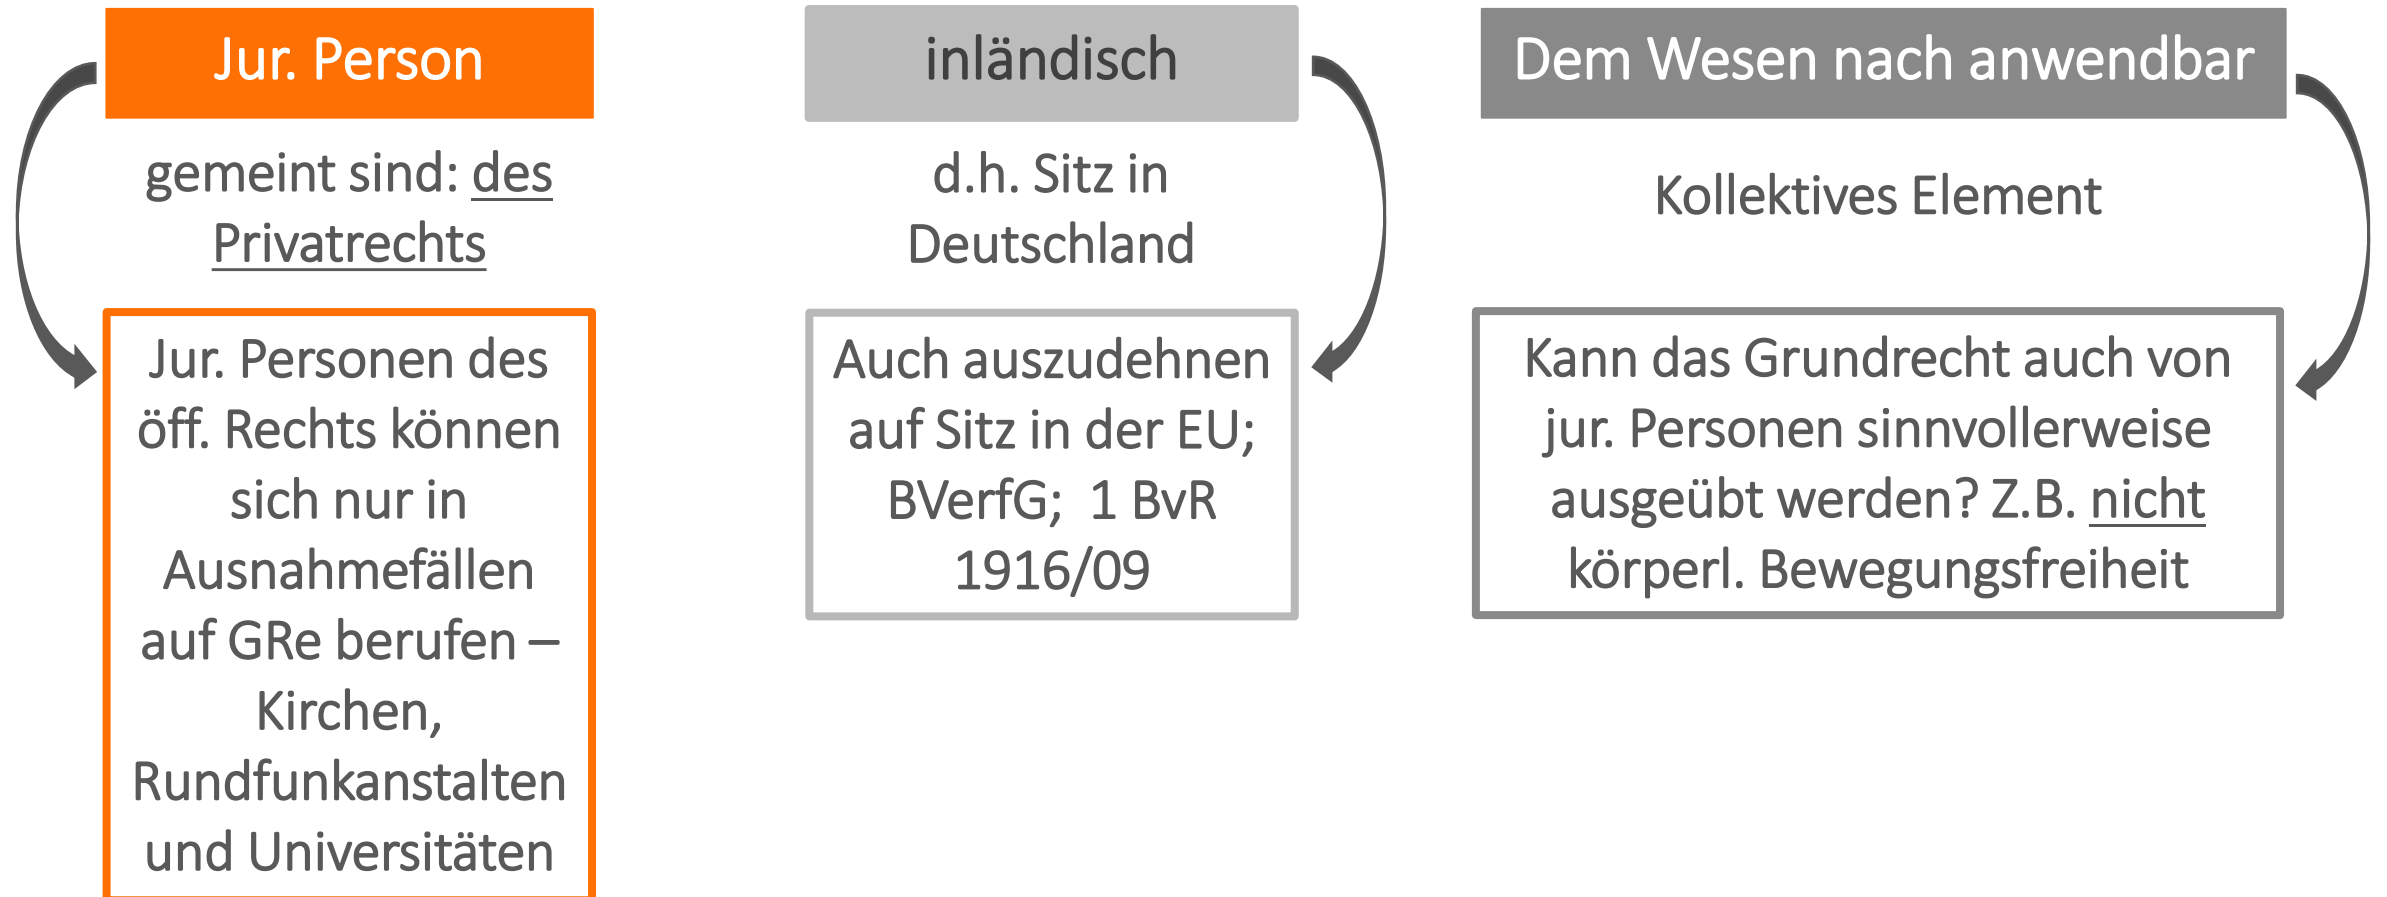 Jur. Person
gemeint sind: des
Privatrechts
Jur. Personen des
öff. Rechts können
sich nur in
Ausnahmefällen
auf GRe berufen –
Kirchen,
Rundfunkanstalten
und Universitäten
inländisch
d.h. Sitz in
Deutschland
Auch auszudehnen
auf Sitz in der EU;
BVerfG;  1 BvR
1916/09
Dem Wesen nach anwendbar
Kollektives Element
Kann das Grundrecht auch von
jur. Personen sinnvollerweise
ausgeübt werden? Z.B. nicht
körperl. Bewegungsfreiheit